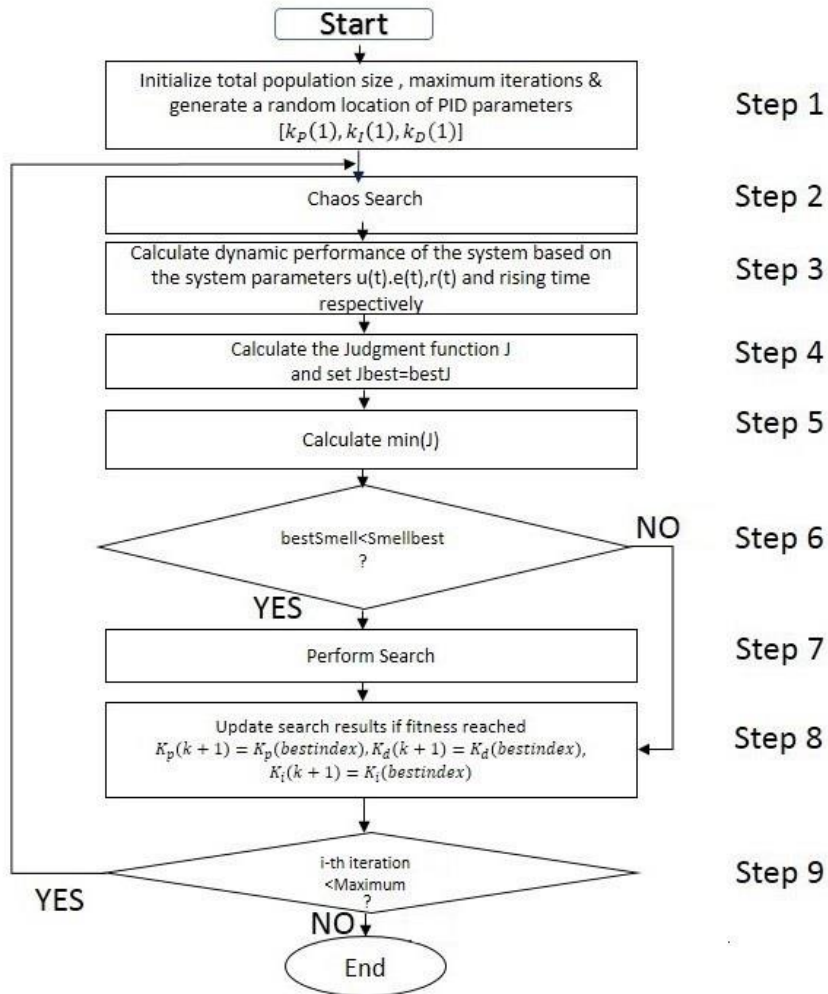 Start
Initialize total population size , maximum iterations &
generate a random location of PID parameters
[k_P(1), k_I(1), k_D(1)]
Step 1
Chaos Search
Step 2
Calculate dynamic performance of the system based on
the system parameters u(t).e(t),r(t) and rising time
respectively
Step 3
Calculate the Judgment function J
and set Jbest=bestJ
Step 4
Calculate min(J)
Step 5
bestSmell<Smellbest
?
NO
Step 6
YES
Perform Search
Step 7
Update search results if fitness reached
K_p(k + 1) = K_p(bestindex), K_d(k + 1) = K_d(bestindex),
K_i(k + 1) = K_i(bestindex)
Step 8
i-th iteration
<Maximum
?
Step 9
YES
NO
End